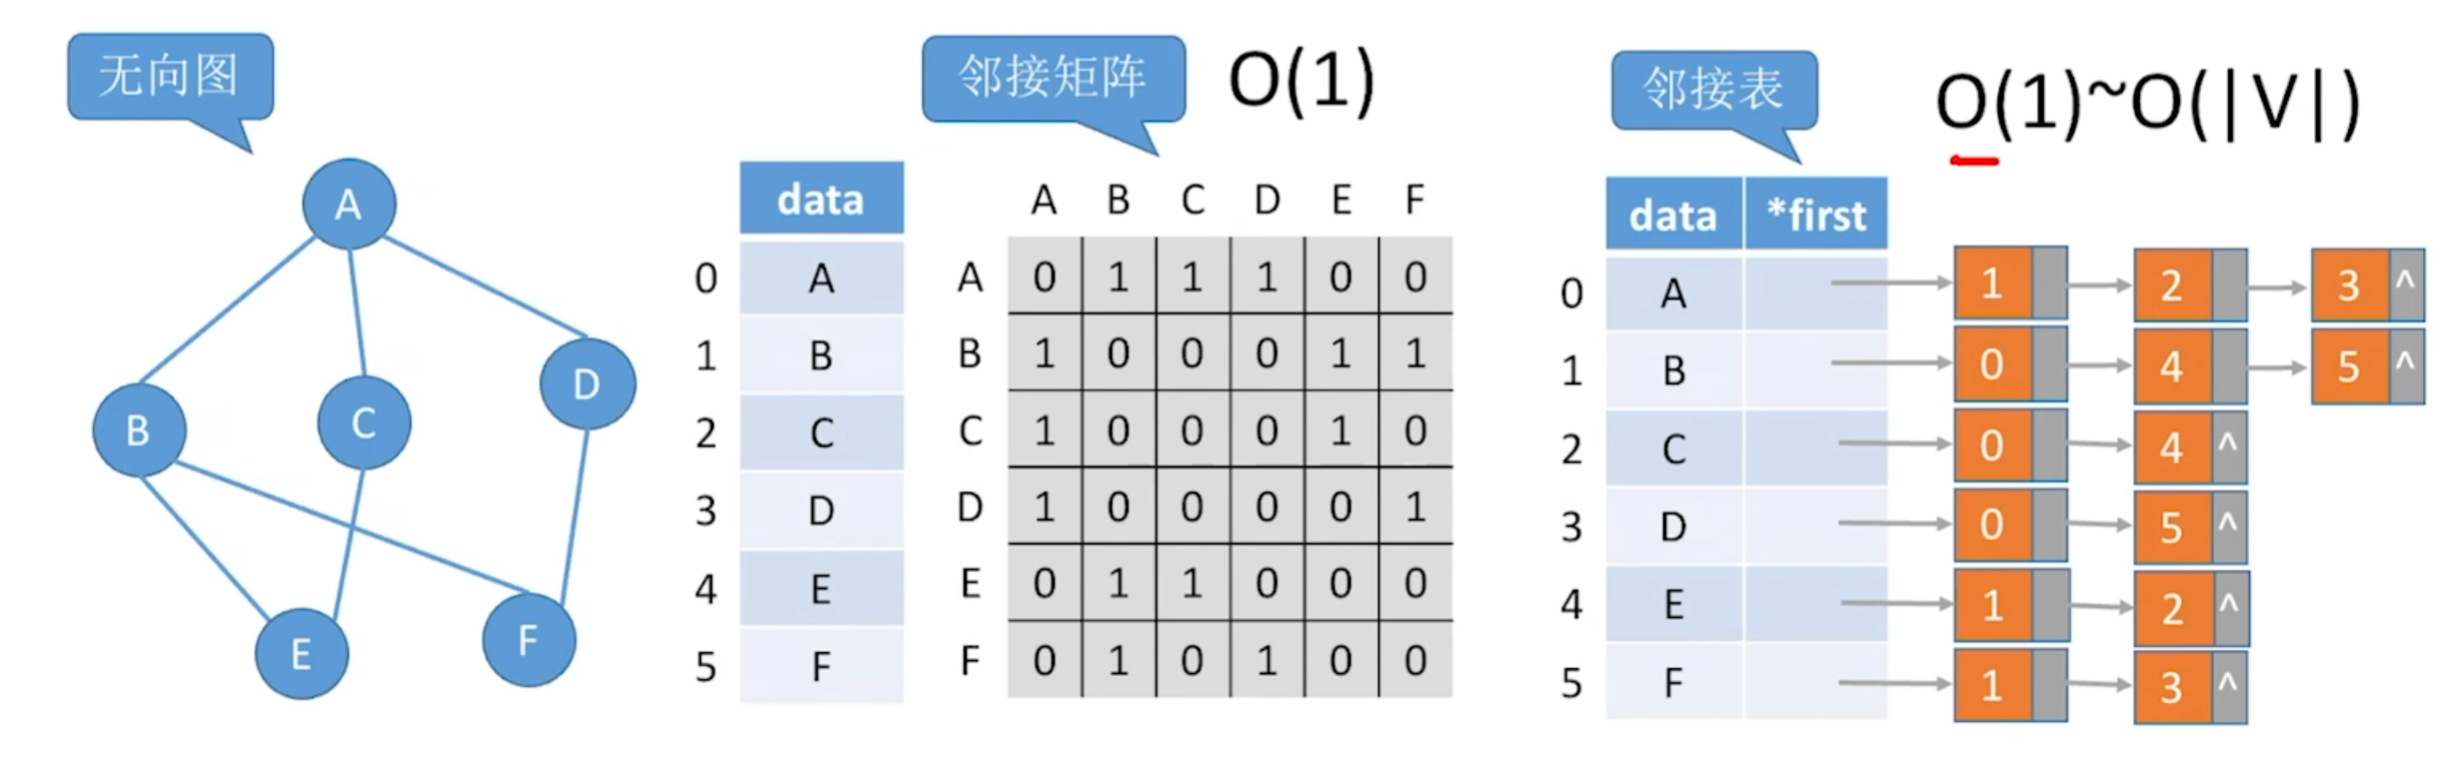 无向图
A
B
C
D
E
F
邻接矩阵 O(1)
data
0 A
1 B
2 C
3 D
4 E
5 F
A B C D E F
A 0 1 1 1 0 0
B 1 0 0 0 1 1
C 1 0 0 0 1 0
D 1 0 0 0 0 1
E 0 1 1 0 0 0
F 0 1 0 1 0 0
邻接表 O(1)~O(|V|)
data *first
0 A 1 2 3 ^
1 B 0 4 5 ^
2 C 0 4 ^
3 D 0 5 ^
4 E 1 2 ^
5 F 1 3 ^